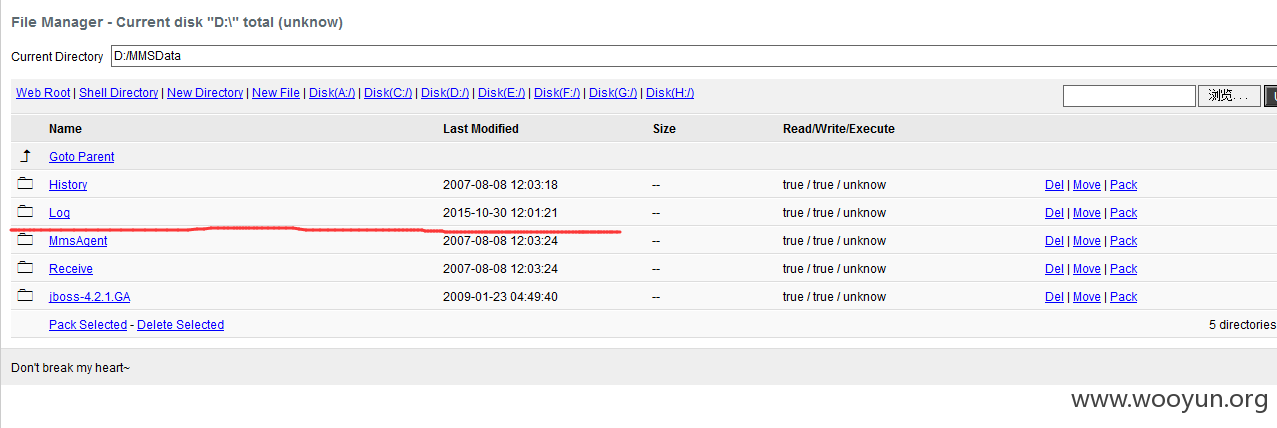 File Manager - Current disk "D:\" total (unknow)
Current Directory D:/MMSData
Web Root | Shell Directory | New Directory | New File | Disk(A:/) | Disk(C:/) | Disk(D:/) | Disk(E:/) | Disk(F:/) | Disk(G:/) | Disk(H:/) 浏览...
Name Last Modified Size Read/Write/Execute
Goto Parent
History 2007-08-08 12:03:18 -- true / true / unknow Del | Move | Pack
Log 2015-10-30 12:01:21 -- true / true / unknow Del | Move | Pack
MmsAgent 2007-08-08 12:03:24 -- true / true / unknow Del | Move | Pack
Receive 2007-08-08 12:03:24 -- true / true / unknow Del | Move | Pack
jboss-4.2.1.GA 2009-01-23 04:49:40 -- true / true / unknow Del | Move | Pack
Pack Selected - Delete Selected 5 directories
Don't break my heart~
www.wooyun.org